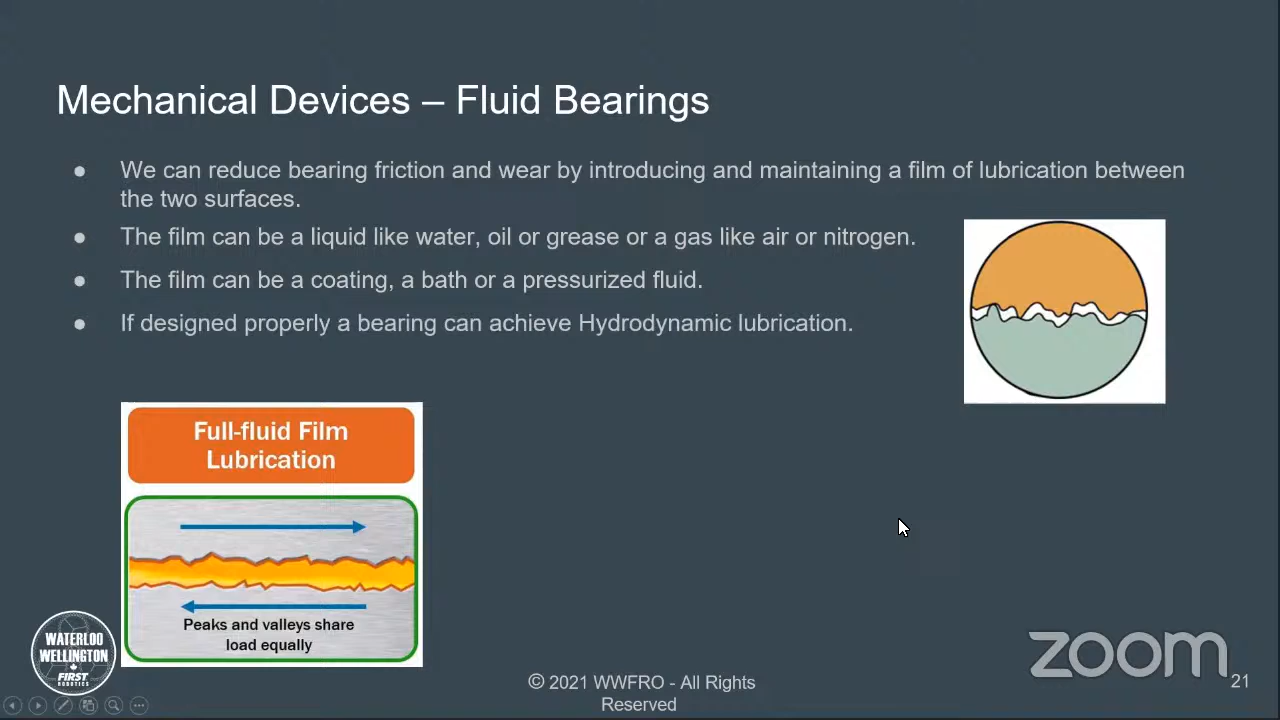 Mechanical Devices – Fluid Bearings
● We can reduce bearing friction and wear by introducing and maintaining a film of lubrication between
the two surfaces.
● The film can be a liquid like water, oil or grease or a gas like air or nitrogen.
● The film can be a coating, a bath or a pressurized fluid.
● If designed properly a bearing can achieve Hydrodynamic lubrication.
Full-fluid Film
Lubrication
Peaks and valleys share
load equally
WATERLOO
WELLINGTON
FIRST
ROBOTICS
© 2021 WWFRO - All Rights
Reserved
zoom
21